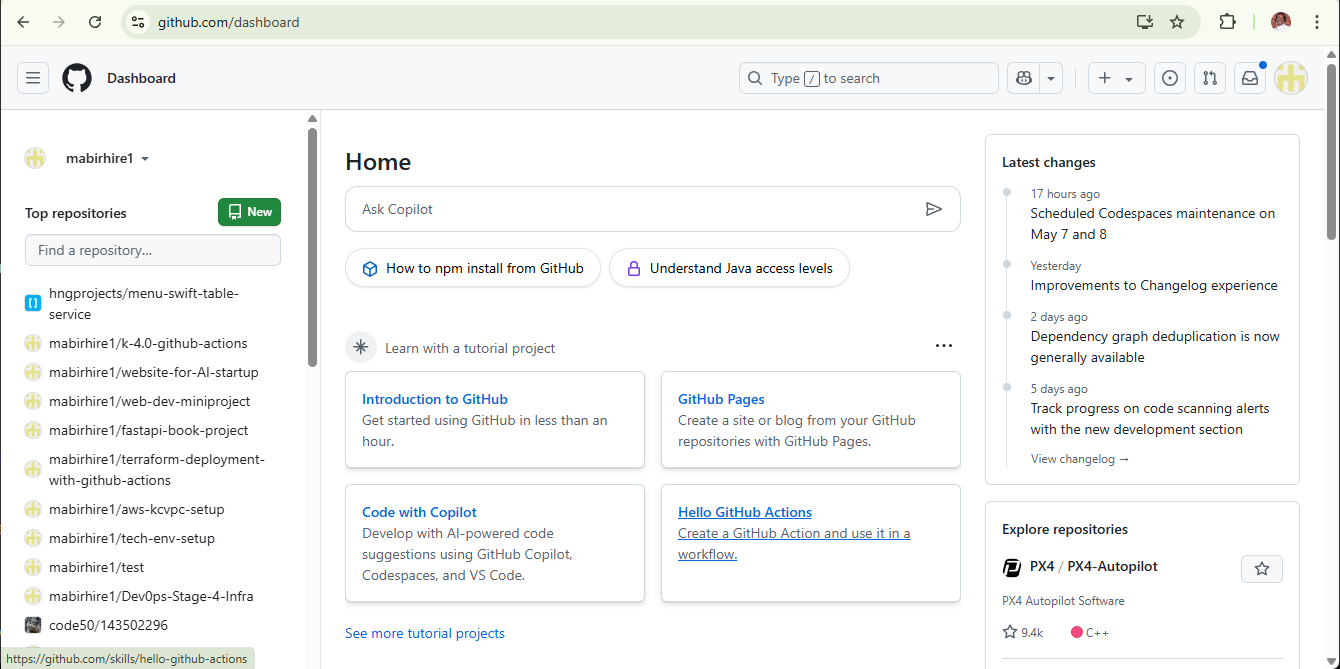 github.com/dashboard
Dashboard
Type / to search
mabirhire1
Top repositories
New
Find a repository...
hngprojects/menu-swift-table-
service
mabirhire1/k-4.0-github-actions
mabirhire1/website-for-AI-startup
mabirhire1/web-dev-miniproject
mabirhire1/fastapi-book-project
mabirhire1/terraform-deployment-
with-github-actions
mabirhire1/aws-kcvpc-setup
mabirhire1/tech-env-setup
mabirhire1/test
mabirhire1/Dev0ps-Stage-4-Infra
code50/143502296
https://github.com/skills/hello-github-actions
Home
Ask Copilot
How to npm install from GitHub
Understand Java access levels
Learn with a tutorial project
Introduction to GitHub
Get started using GitHub in less than an
hour.
GitHub Pages
Create a site or blog from your GitHub
repositories with GitHub Pages.
Code with Copilot
Develop with AI-powered code
suggestions using GitHub Copilot,
Codespaces, and VS Code.
Hello GitHub Actions
Create a GitHub Action and use it in a
workflow.
See more tutorial projects
Latest changes
17 hours ago
Scheduled Codespaces maintenance on
May 7 and 8
Yesterday
Improvements to Changelog experience
2 days ago
Dependency graph deduplication is now
generally available
5 days ago
Track progress on code scanning alerts
with the new development section
View changelog →
Explore repositories
PX4 / PX4-Autopilot
PX4 Autopilot Software
9.4k
C++